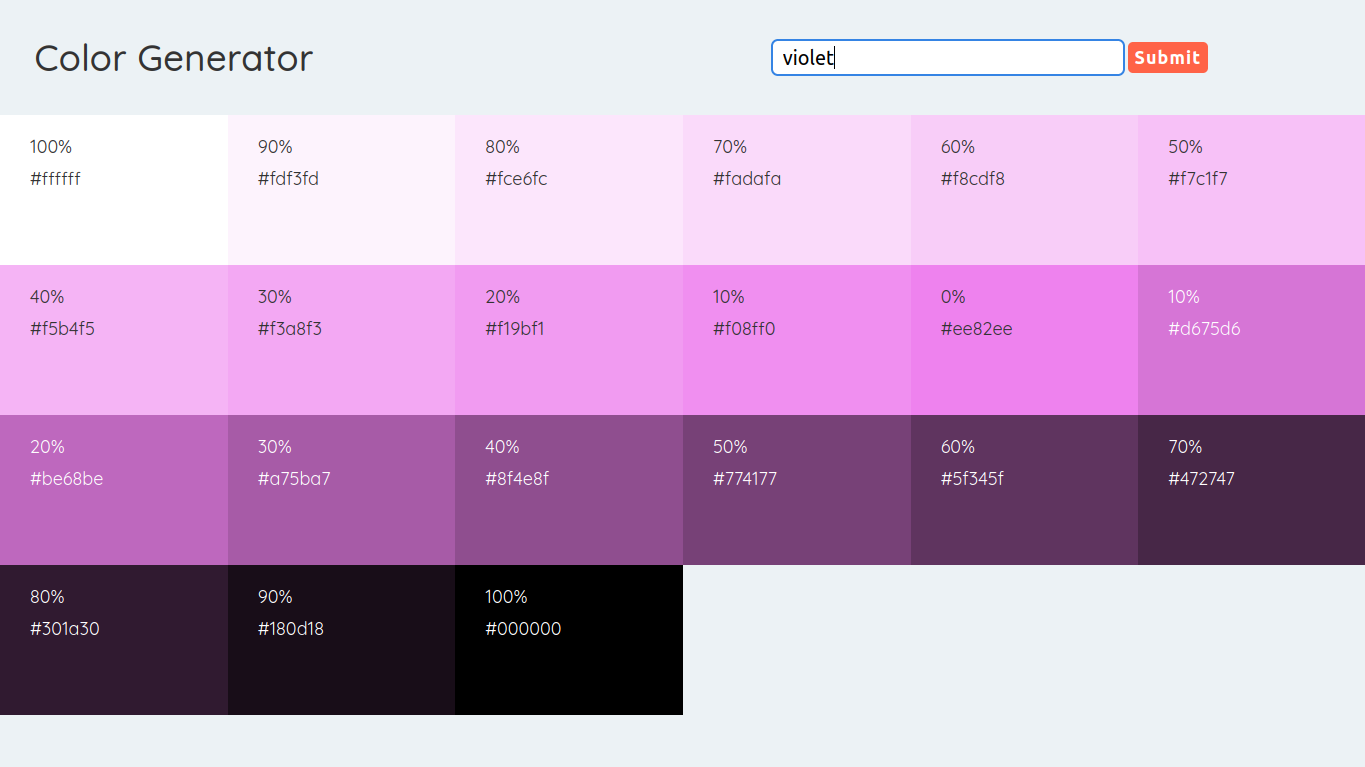 Color Generator
violet
Submit
100%
#ffffff
90%
#fdf3fd
80%
#fce6fc
70%
#fadafa
60%
#f8cdf8
50%
#f7c1f7
40%
#f5b4f5
30%
#f3a8f3
20%
#f19bf1
10%
#f08ff0
0%
#ee82ee
10%
#d675d6
20%
#be68be
30%
#a75ba7
40%
#8f4e8f
50%
#774177
60%
#5f345f
70%
#472747
80%
#301a30
90%
#180d18
100%
#000000